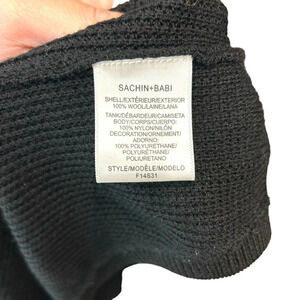 SACHIN+BABI
SHELL/EXTÉRIEUR/EXTERIOR
100% WOOL/LAINE/LANA
TANK/DÉBARDEUR/CAMISETA
BODY/CORPS/CUERPO:
100% NYLON/NILÓN
DECORATION/ORNEMENT/
ADORNO:
100% POLYURETHANE/
POLYURÉTHANE/
POLIURETANO
STYLE/MODÈLE/MODELO
F14S31